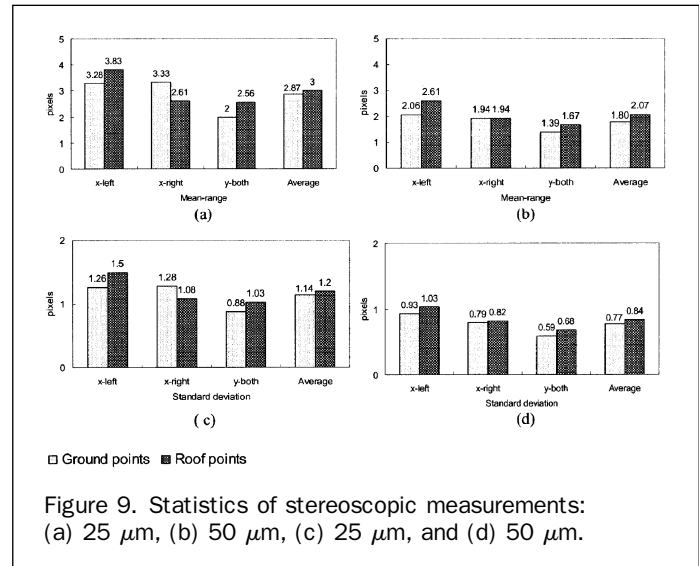 5
4
3
2
1
0
pixels
3.28
3.83
3.33
2.61
2
2.56
2.87
3
x-left
x-right
y-both
Average
Mean-range
(a)
5
4
3
2
1
0
pixels
2.06
2.61
1.94
1.94
1.39
1.67
1.80
2.07
x-left
x-right
y-both
Average
Mean-range
(b)
2
1
0
pixels
1.26
1.5
1.28
1.08
0.88
1.03
1.14
1.2
x-left
x-right
y-both
Average
Standard deviation
( c)
2
1
0
pixels
0.93
1.03
0.79
0.82
0.59
0.68
0.77
0.84
x-left
x-right
y-both
Average
Standard deviation
(d)
Ground points Roof points
Figure 9. Statistics of stereoscopic measurements:
(a) 25 μm, (b) 50 μm, (c) 25 μm, and (d) 50 μm.